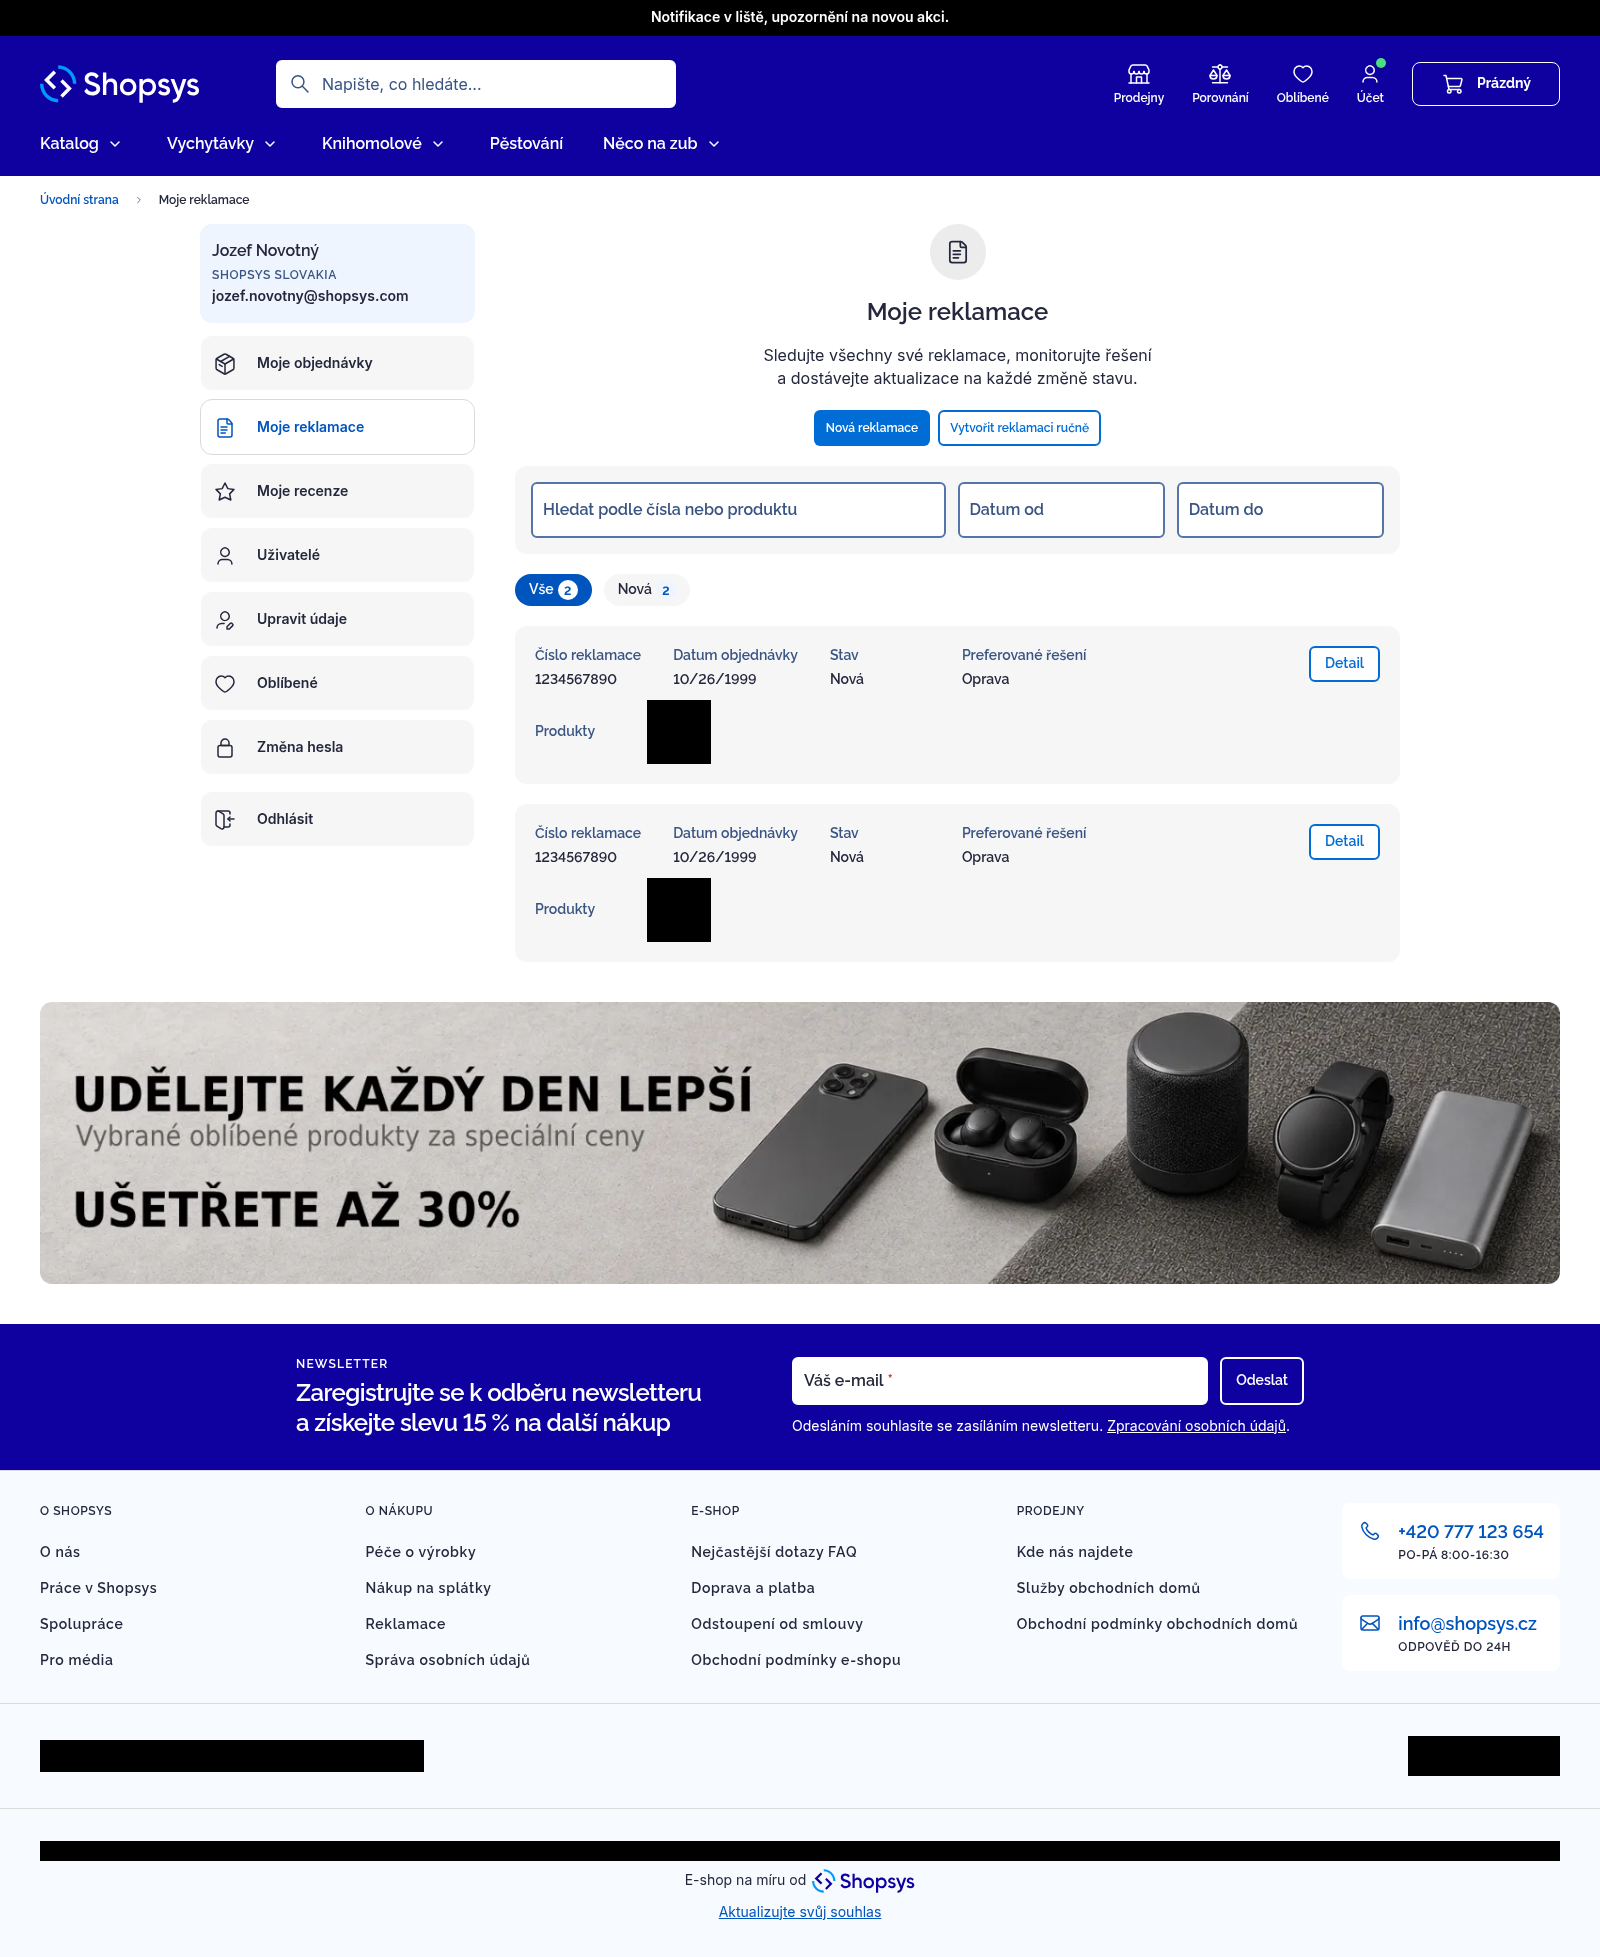 Notifikace v liště, upozornění na novou akci.
Shopsys
Napište, co hledáte...
Prodejny
Porovnání
Oblíbené
Účet
Prázdný
Katalog
Vychytávky
Knihomolové
Pěstování
Něco na zub
Úvodní strana
Moje reklamace
Jozef Novotný
SHOPSYS SLOVAKIA
jozef.novotny@shopsys.com
Moje objednávky
Moje reklamace
Moje recenze
Uživatelé
Upravit údaje
Oblíbené
Změna hesla
Odhlásit
Moje reklamace
Sledujte všechny své reklamace, monitorujte řešení
a dostávejte aktualizace na každé změně stavu.
Nová reklamace
Vytvořit reklamaci ručně
Hledat podle čísla nebo produktu
Datum od
Datum do
Vše 2
Nová 2
Číslo reklamace
Datum objednávky
Stav
Preferované řešení
1234567890
10/26/1999
Nová
Oprava
Detail
Produkty
Číslo reklamace
Datum objednávky
Stav
Preferované řešení
1234567890
10/26/1999
Nová
Oprava
Detail
Produkty
UDĚLEJTE KAŽDÝ DEN LEPŠÍ
Vybrané oblíbené produkty za speciální ceny
UŠETŘETE AŽ 30%
NEWSLETTER
Zaregistrujte se k odběru newsletteru
a získejte slevu 15 % na další nákup
Váš e-mail *
Odeslat
Odesláním souhlasíte se zasíláním newsletteru. Zpracování osobních údajů.
O SHOPSYS
O nás
Práce v Shopsys
Spolupráce
Pro média
O NÁKUPU
Péče o výrobky
Nákup na splátky
Reklamace
Správa osobních údajů
E-SHOP
Nejčastější dotazy FAQ
Doprava a platba
Odstoupení od smlouvy
Obchodní podmínky e-shopu
PRODEJNY
Kde nás najdete
Služby obchodních domů
Obchodní podmínky obchodních domů
+420 777 123 654
PO-PÁ 8:00-16:30
info@shopsys.cz
ODPOVĚĎ DO 24H
E-shop na míru od Shopsys
Aktualizujte svůj souhlas